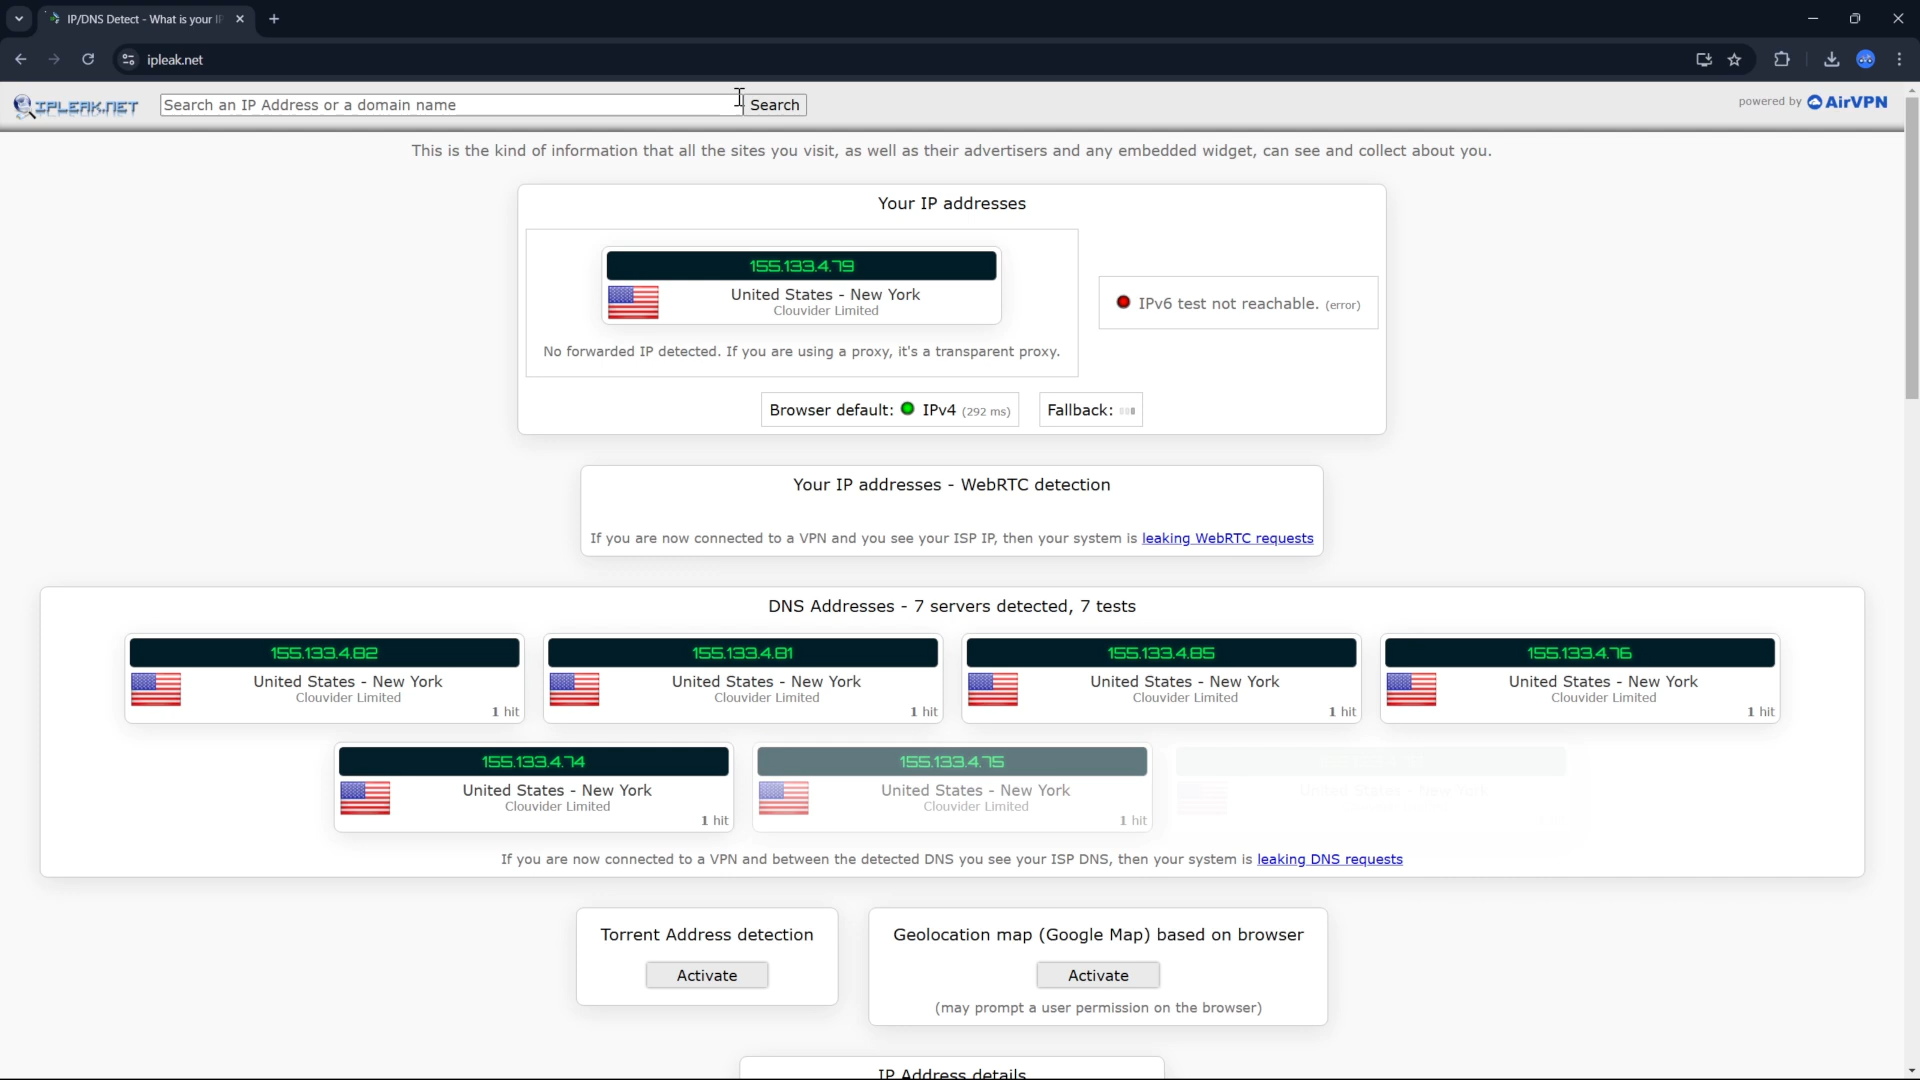 IP/DNS Detect - What is your IP
ipleak.net
IPLEAK.NET
Search an IP Address or a domain name
Search
powered by AirVPN
This is the kind of information that all the sites you visit, as well as their advertisers and any embedded widget, can see and collect about you.
Your IP addresses
155.133.4.79
United States - New York
Clouvider Limited
No forwarded IP detected. If you are using a proxy, it's a transparent proxy.
IPv6 test not reachable. (error)
Browser default: IPv4 (292 ms)
Fallback:
Your IP addresses - WebRTC detection
If you are now connected to a VPN and you see your ISP IP, then your system is leaking WebRTC requests
DNS Addresses - 7 servers detected, 7 tests
155.133.4.82
United States - New York
Clouvider Limited
1 hit
155.133.4.81
United States - New York
Clouvider Limited
1 hit
155.133.4.85
United States - New York
Clouvider Limited
1 hit
155.133.4.76
United States - New York
Clouvider Limited
1 hit
155.133.4.74
United States - New York
Clouvider Limited
1 hit
155.133.4.75
United States - New York
Clouvider Limited
1 hit
United States - New York
If you are now connected to a VPN and between the detected DNS you see your ISP DNS, then your system is leaking DNS requests
Torrent Address detection
Activate
Geolocation map (Google Map) based on browser
Activate
(may prompt a user permission on the browser)
IP Address details